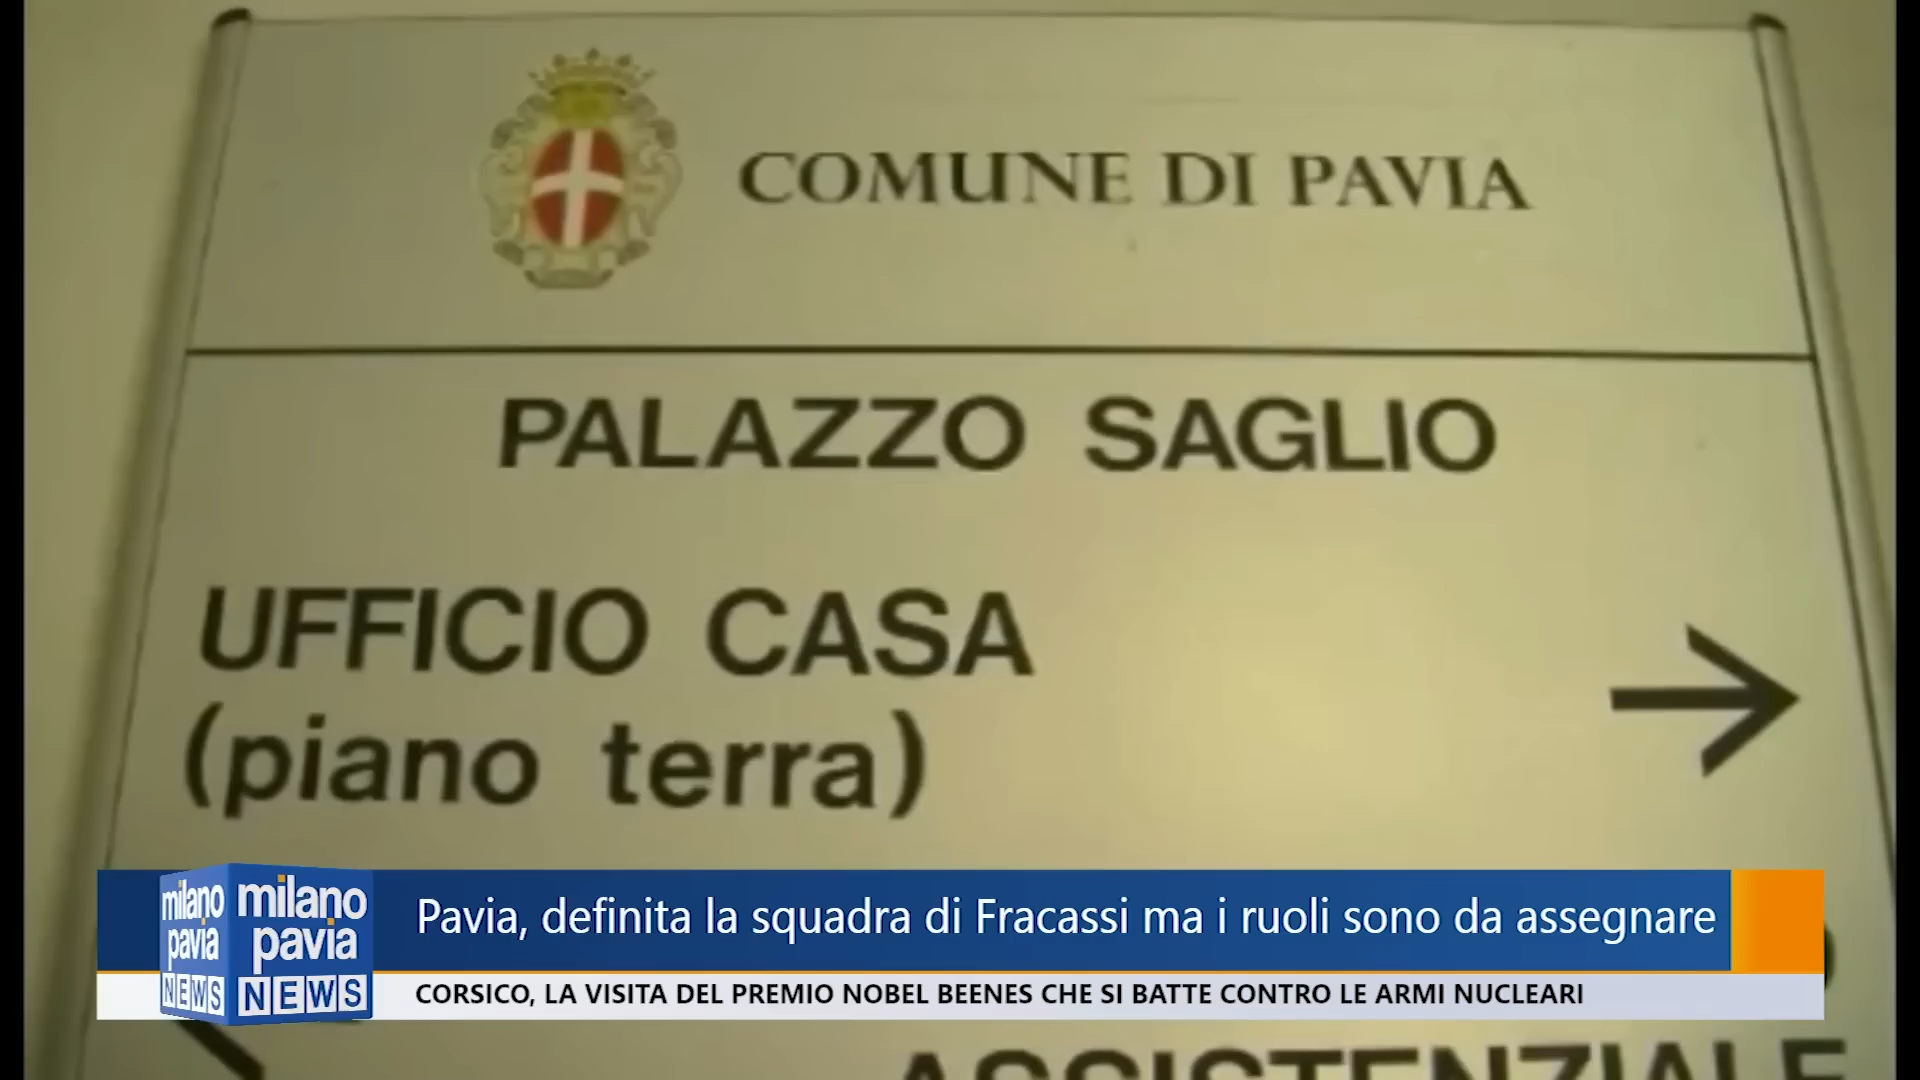 COMUNE DI PAVIA
PALAZZO SAGLIO
UFFICIO CASA
(piano terra)
milano
pavia
NEWS
milano
pavia
NEWS
Pavia, definita la squadra di Fracassi ma i ruoli sono da assegnare
CORSICO, LA VISITA DEL PREMIO NOBEL BEENES CHE SI BATTE CONTRO LE ARMI NUCLEARI
ASSISTENZIALE